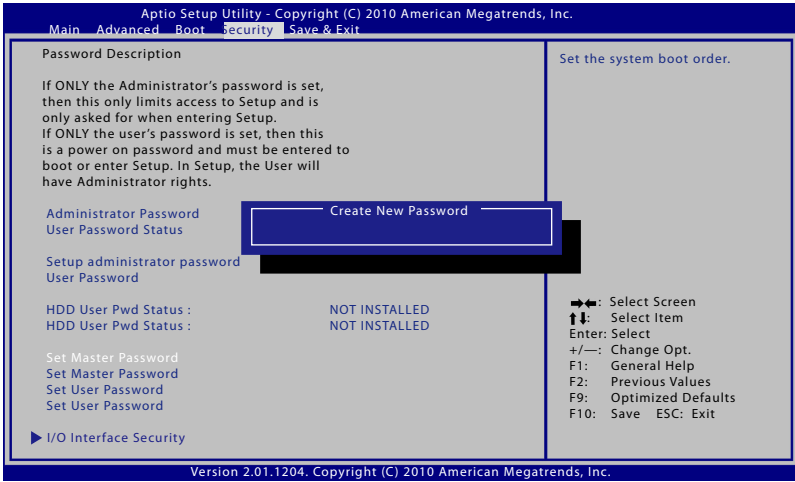 Aptio Setup Utility - Copyright (C) 2010 American Megatrends, Inc.
Main Advanced Boot Security Save & Exit
Password Description
If ONLY the Administrator's password is set,
then this only limits access to Setup and is
only asked for when entering Setup.
If ONLY the user's password is set, then this
is a power on password and must be entered to
boot or enter Setup. In Setup, the User will
have Administrator rights.
Administrator Password
User Password Status
Create New Password
Setup administrator password
User Password
HDD User Pwd Status : NOT INSTALLED
HDD User Pwd Status : NOT INSTALLED
Set Master Password
Set Master Password
Set User Password
Set User Password
I/O Interface Security
Set the system boot order.
→←: Select Screen
↑↓: Select Item
Enter: Select
+/—: Change Opt.
F1: General Help
F2: Previous Values
F9: Optimized Defaults
F10: Save ESC: Exit
Version 2.01.1204. Copyright (C) 2010 American Megatrends, Inc.